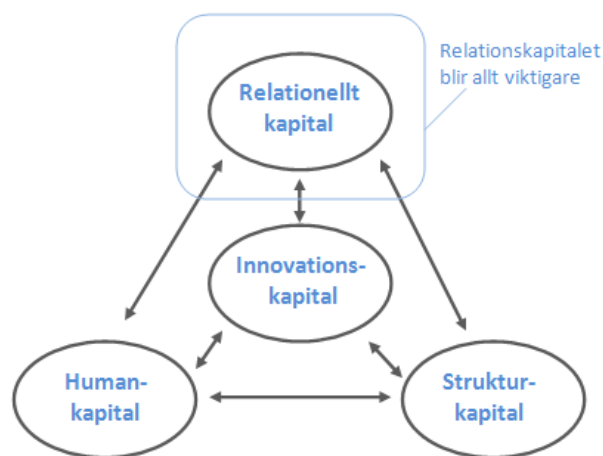 Relationskapitalet
blir allt viktigare
Relationellt
kapital
Innovations-
kapital
Human-
kapital
Struktur-
kapital